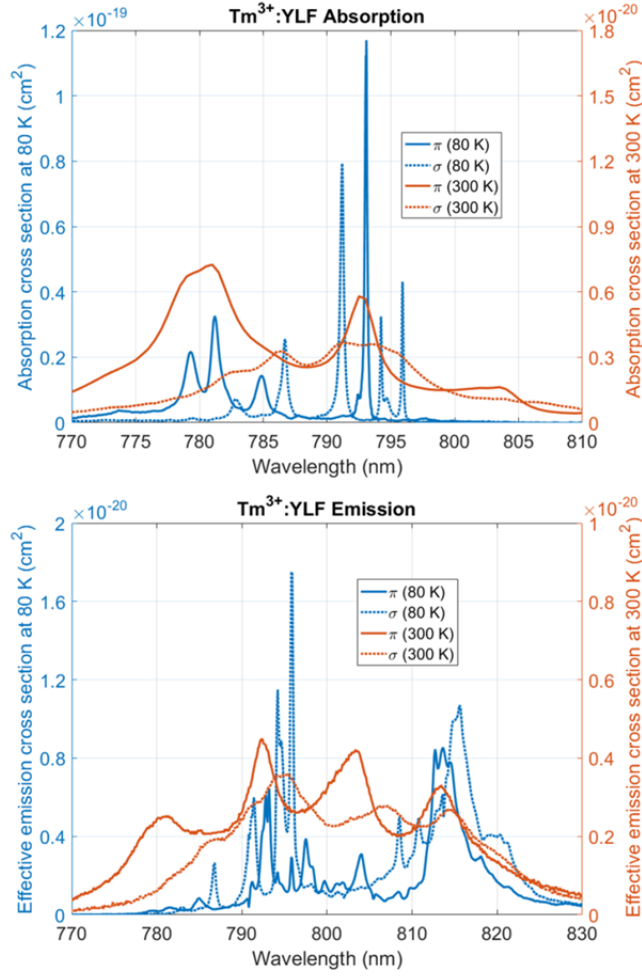 Tm³⁺:YLF Absorption
×10⁻¹⁹
×10⁻²⁰
Absorption cross section at 80 K (cm²)
1.2
0.9
0.6
0.4
0.2
0
1.8
1.5
1.2
0.9
0.6
0.3
0
Absorption cross section at 300 K (cm²)
π (80 K)
σ (80 K)
π (300 K)
σ (300 K)
770 775 780 785 790 795 800 805 810
Wavelength (nm)
Tm³⁺:YLF Emission
×10⁻²⁰
×10⁻²⁰
Effective emission cross section at 80 K (cm²)
2
1.6
1.2
0.8
0.4
0
1
0.8
0.6
0.4
0.2
0
Effective emission cross section at 300 K (cm²)
π (80 K)
σ (80 K)
π (300 K)
σ (300 K)
770 780 790 800 810 820 830
Wavelength (nm)